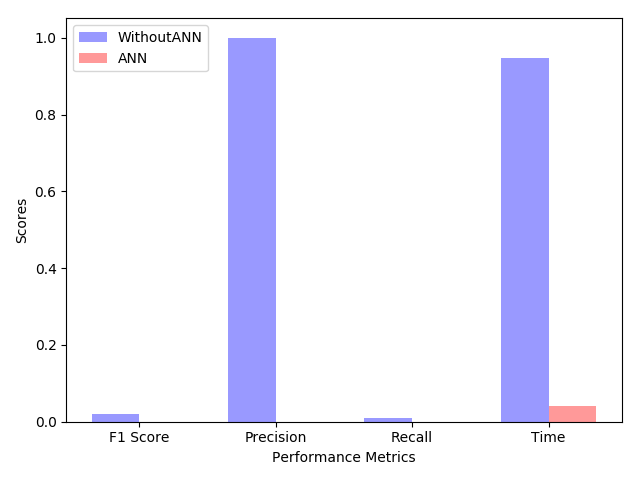 WithoutANN
ANN
1.0
0.8
0.6
0.4
0.2
0.0
Scores
F1 Score
Precision
Recall
Time
Performance Metrics